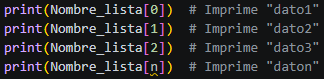 print(Nombre_lista[0])  # Imprime "dato1"
print(Nombre_lista[1])  # Imprime "dato2"
print(Nombre_lista[2])  # Imprime "dato3"
print(Nombre_lista[n])  # Imprime "daton"